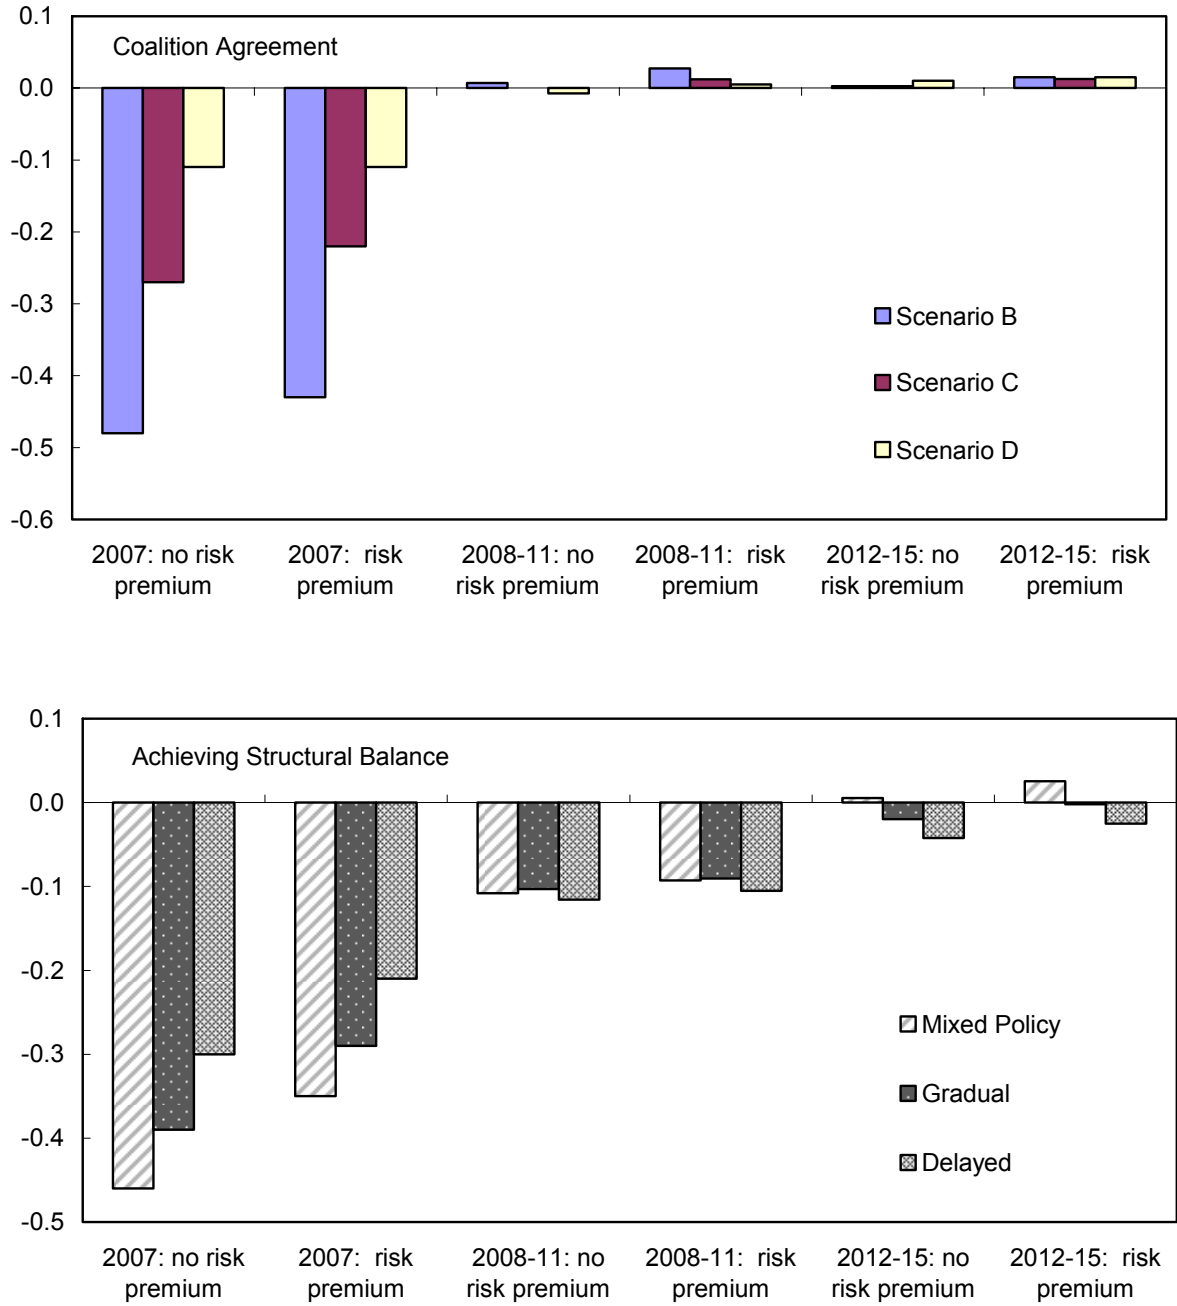 0.1
Coalition Agreement
0.0
-0.1
-0.2
-0.3
Scenario B
-0.4
Scenario C
-0.5
Scenario D
-0.6
2007: no risk premium
2007:  risk premium
2008-11: no risk premium
2008-11:  risk premium
2012-15: no risk premium
2012-15:  risk premium
0.1
Achieving Structural Balance
0.0
-0.1
-0.2
-0.3
Mixed Policy
Gradual
-0.4
Delayed
-0.5
2007: no risk premium
2007:  risk premium
2008-11: no risk premium
2008-11:  risk premium
2012-15: no risk premium
2012-15:  risk premium